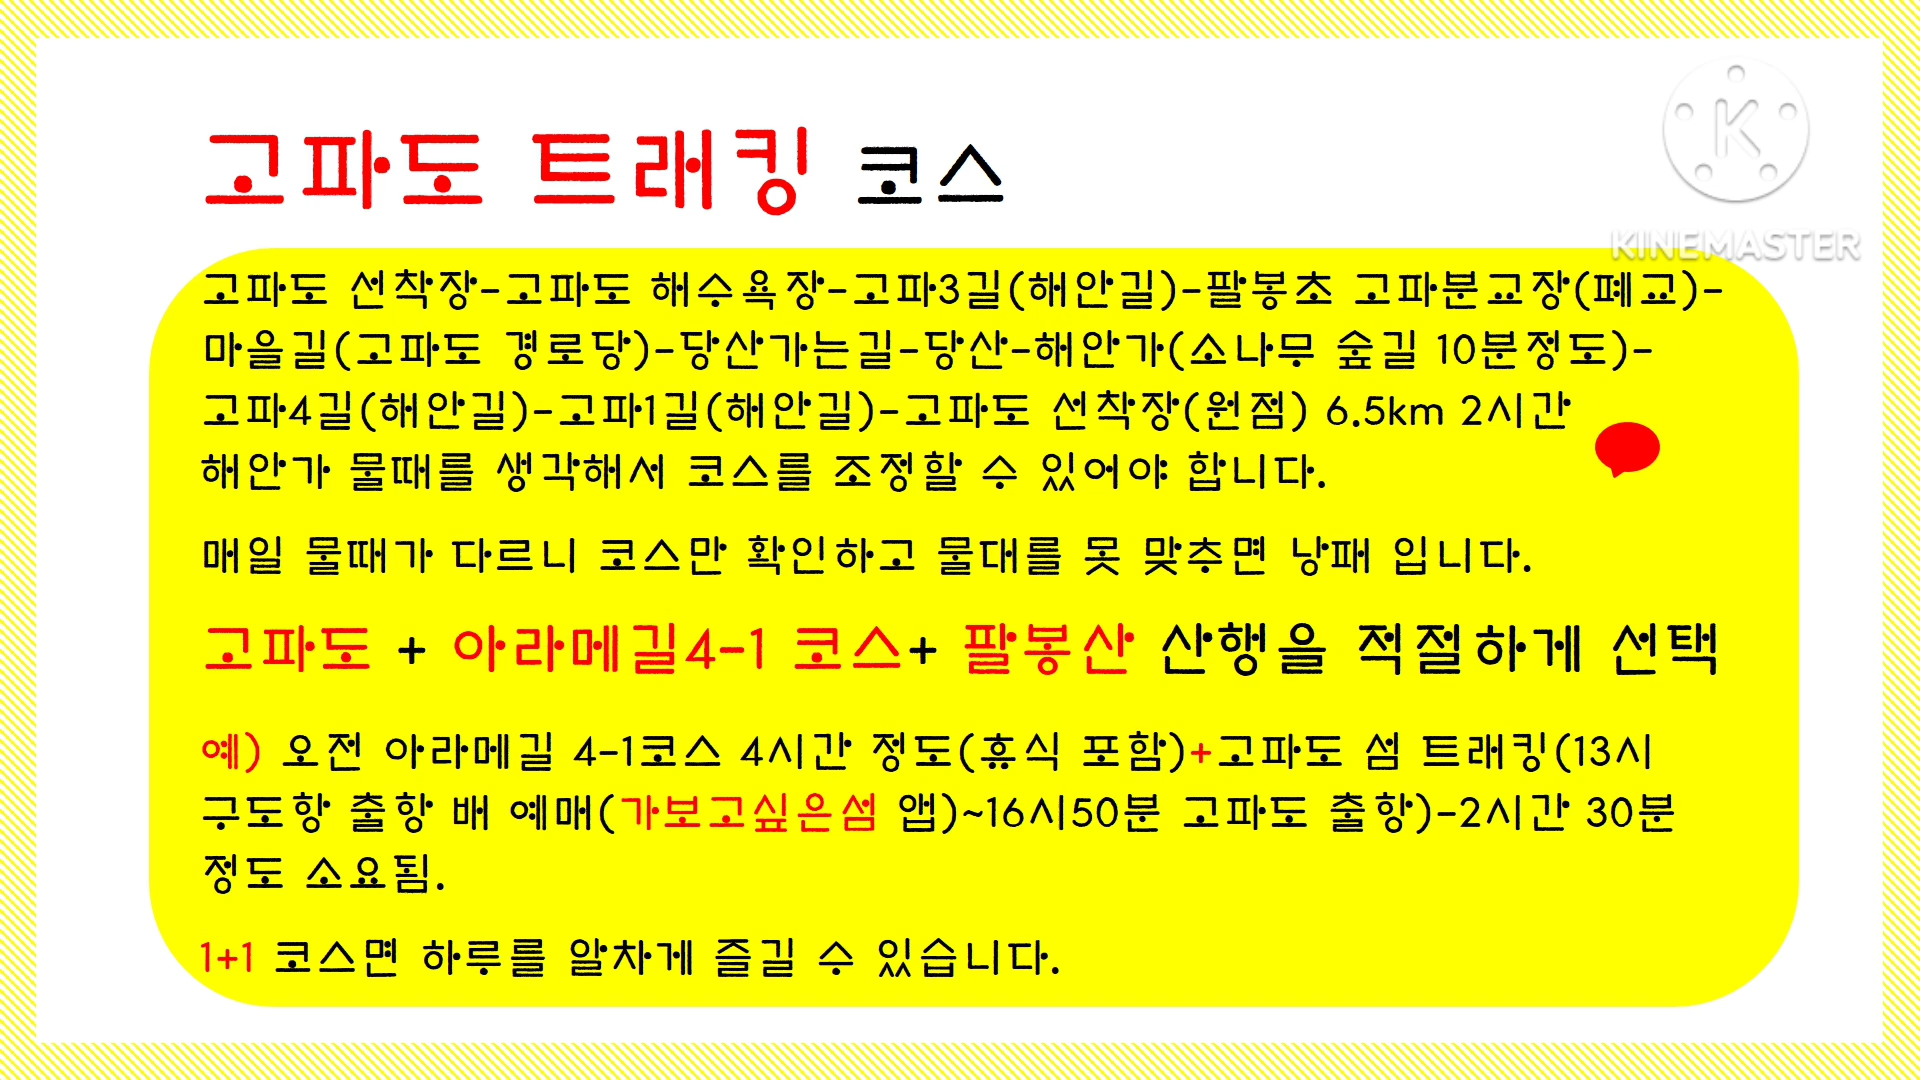 고파도 트래킹 코스
KINEMASTER
고파도 선착장-고파도 해수욕장-고파3길(해안길)-팔봉초 고파분교장(폐교)-
마을길(고파도 경로당)-당산가는길-당산-해안가(소나무 숲길 10분정도)-
고파4길(해안길)-고파1길(해안길)-고파도 선착장(원점) 6.5km 2시간
해안가 물때를 생각해서 코스를 조정할 수 있어야 합니다.
매일 물때가 다르니 코스만 확인하고 물대를 못 맞추면 낭패 입니다.
고파도 + 아라메길4-1 코스+ 팔봉산 산행을 적절하게 선택
예) 오전 아라메길 4-1코스 4시간 정도(휴식 포함)+고파도 섬 트래킹(13시
구도항 출항 배 예매(가보고싶은섬 앱)~16시50분 고파도 출항)-2시간 30분
정도 소요됨.
1+1 코스면 하루를 알차게 즐길 수 있습니다.